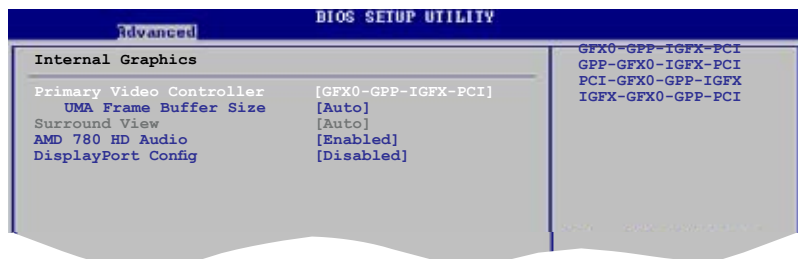 BIOS SETUP UTILITY
Advanced
Internal Graphics
Primary Video Controller [GFX0-GPP-IGFX-PCI]
UMA Frame Buffer Size [Auto]
Surround View [Auto]
AMD 780 HD Audio [Enabled]
DisplayPort Config [Disabled]
GFX0-GPP-IGFX-PCI
GPP-GFX0-IGFX-PCI
PCI-GFX0-GPP-IGFX
IGFX-GFX0-GPP-PCI